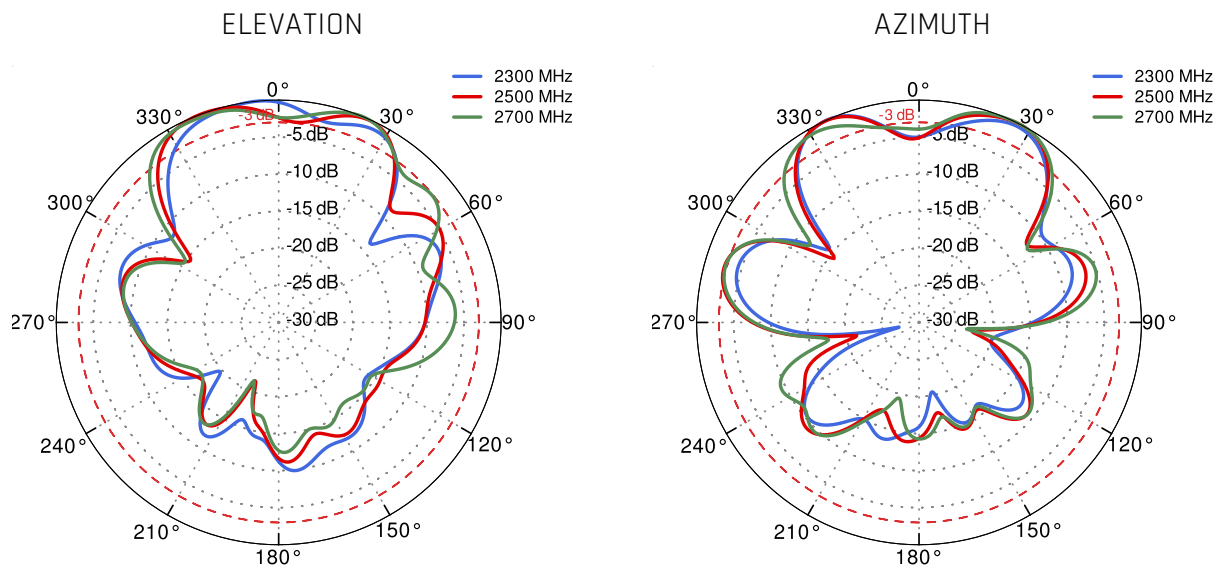 ELEVATION
2300 MHz
2500 MHz
2700 MHz
0°
330°
-3 dB
30°
-5 dB
-10 dB
300°
60°
-15 dB
-20 dB
-25 dB
270°
-30 dB
90°
240°
120°
210°
150°
180°
AZIMUTH
2300 MHz
2500 MHz
2700 MHz
0°
330°
-3 dB
30°
-5 dB
-10 dB
300°
60°
-15 dB
-20 dB
-25 dB
270°
-30 dB
90°
240°
120°
210°
150°
180°